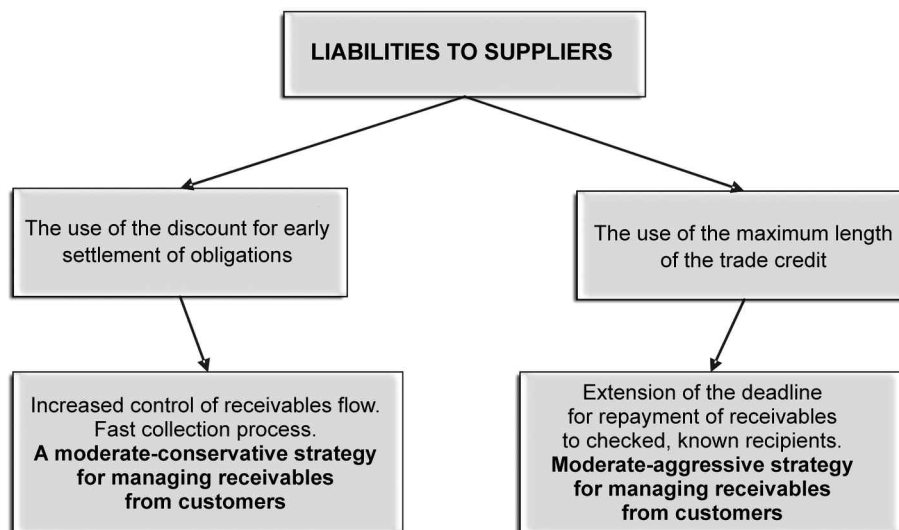 LIABILITIES TO SUPPLIERS
The use of the discount for early
settlement of obligations
The use of the maximum length
of the trade credit
Increased control of receivables flow.
Fast collection process.
A moderate-conservative strategy
for managing receivables
from customers
Extension of the deadline
for repayment of receivables
to checked, known recipients.
Moderate-aggressive strategy
for managing receivables
from customers